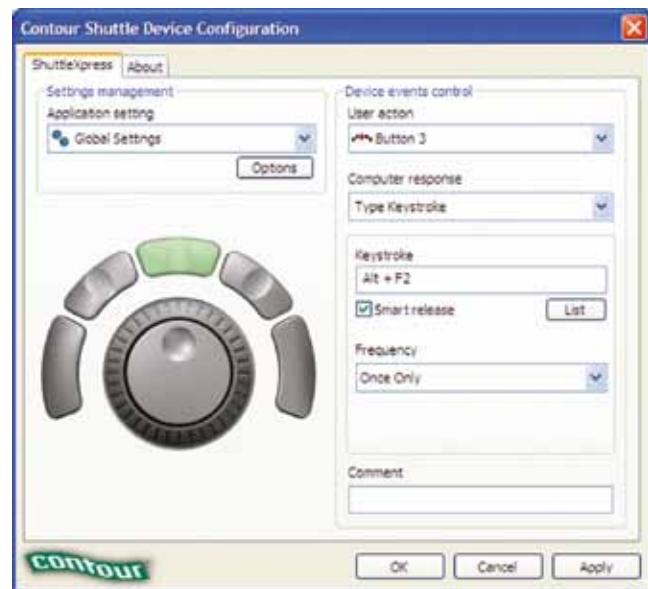 Contour Shuttle Device Configuration
ShuttleXpress
About
Settings management
Application setting
Global Settings
Options
Device events control
User action
Button 3
Computer response
Type Keystroke
Keystroke
Alt + F2
Smart release
List
Frequency
Once Only
Comment
contour
OK
Cancel
Apply